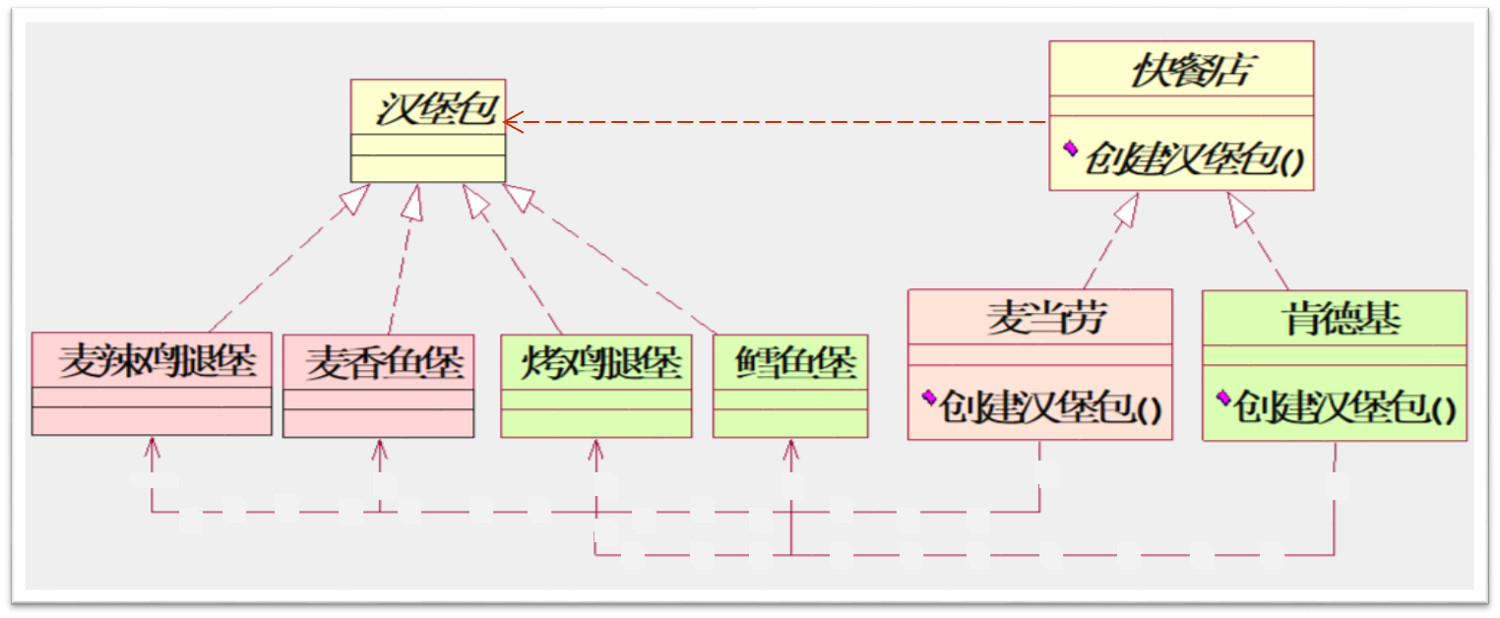 汉堡包
快餐店
创建汉堡包()
麦辣鸡腿堡
麦香鱼堡
烤鸡腿堡
鳕鱼堡
麦当劳
创建汉堡包()
肯德基
创建汉堡包()